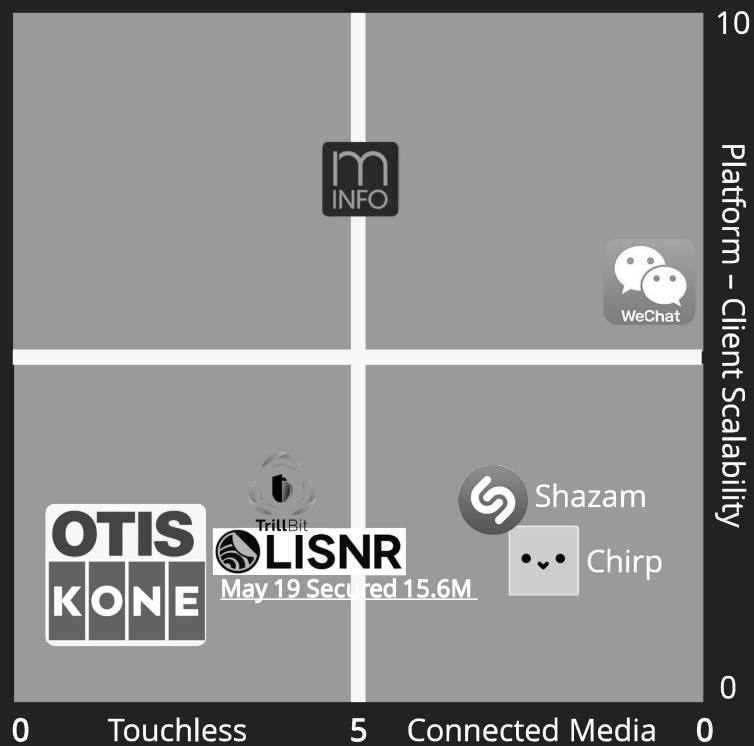 10
m
INFO
WeChat
Platform – Client Scalability
TrillBit
OTIS
KONE
LISNR
May 19 Secured 15.6M
Shazam
Chirp
0
0 Touchless 5 Connected Media 0